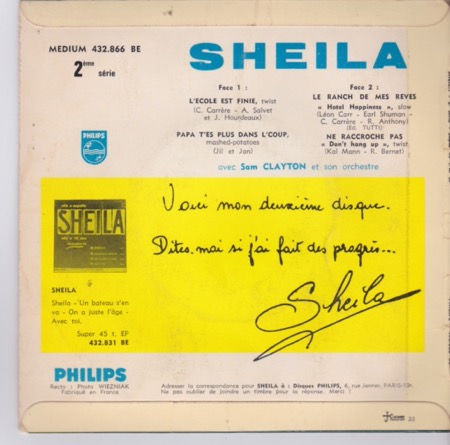 MEDIUM 432.866 BE
SHEILA
2ème
série
Face 1 :
L'ECOLE EST FINIE, twist
(C. Carrère - A. Salvet
et J. Hourdeaux)
PAPA T'ES PLUS DANS L'COUP,
mashed-potatoes
(Jil et Jan)
Face 2 :
LE RANCH DE MES REVES
« Hotel Happiness », slow
(Léon Carr - Earl Shuman -
C. Carrère - R. Anthony)
(Ed. TUTTI)
NE RACCROCHE PAS
« Don't hang up », twist
(Kal Mann - R. Bernet)
avec Sam CLAYTON et son orchestre
PHILIPS
SHEILA
Voici mon deuxième disque.
Dites-moi si j'ai fait des progrès...
Sheila
SHEILA
Sheila - "Un bateau s'en
va - On a juste l'âge -
Avec toi.
Super 45 t. EP
432.831 BE
PHILIPS
Recto : Photo WIEZNIAK
Fabriqué en France
Adresser la correspondance pour SHEILA à : Disques PHILIPS, 6, rue Jenner, PARIS-13e
Ne pas oublier de joindre un timbre pour la réponse. Merci !